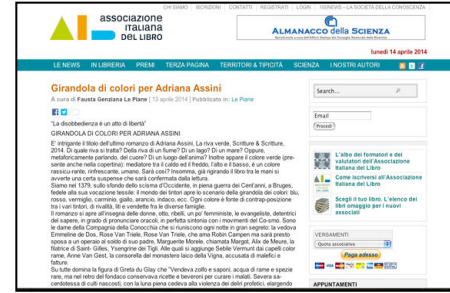 CHI SIAMO | ISCRIZIONI | CONTATTI | REGISTRATI | LOGIN | ISENEWS - LA SOCIETÀ DELLA CONOSCENZA
associazione
italiana
DEL LIBRO
ALMANACCO della SCIENZA
lunedì 14 aprile 2014
LE NEWS IN LIBRERIA PREMI TERZA PAGINA TERRITORI & TIPICITÀ SCIENZA I NOSTRI AUTORI
Girandola di colori per Adriana Assini
A cura di Fausta Genziana Le Piane | 13 aprile 2014 | Pubblicato in: Le Piane
"La disobbedienza è un atto di libertà"
GIRANDOLA DI COLORI PER ADRIANA ASSINI
E' intrigante il titolo dell'ultimo romanzo di Adriana Assini, La riva verde, Scritture & Scritture,
2014. Di quale riva si tratta? Della riva di un fiume? Di un lago? Di un mare? Oppure,
metaforicamente parlando, del cuore? Di un luogo dell'anima? Inoltre appare il colore verde (pre-
sente anche nella copertina): mediatore tra il caldo ed il freddo, l'alto e il basso, è un colore
rassicu-rante, rinfrescante, umano. Sarà così? Insomma, già rigirando il libro tra le mani si
avverte una certa suspense che sarà confermata dalla lettura.
Siamo nel 1379, sullo sfondo dello scisma d'Occidente, in piena guerra dei Cent'anni, a Bruges,
fedele alla sua vocazione tessile: il mondo dei tintori apre lo scenario della girandola dei colori: blu,
rosso, vermiglio, carminio, giallo, arancio, indaco, ecc. Ogni colore è fonte di contrap-posizione
tra i vari tintori, di rivalità, liti e vendette fra le diverse famiglie.
Il romanzo si apre all'insegna delle donne, otto, ribelli, un po' femministe, le evangeliste, detentrici
del sapere, in grado di pronunciare oracoli, in perfetta sintonia con i movimenti del Co-smo. Sono
le dame della Compagnia della Conocchia che si riuniscono ogni notte in gran segreto: la vedova
Emmeline de Dos, Rose Van Triele, Rose Van Triele, che ama Robin Campen ma sarà presto
sposa a un operaio al soldo di suo padre, Marguerite Morele, chiamata Margot, Alix de Meure, la
filatrice di Saint- Gilles, Ysengrine de Tigl. Alle quali si aggiunge Seble Vermunt dai capelli color
rame, Anne Van Gest, la consorella del monastero laico della Vigna, accusata di malefici e
fatture.
Su tutte domina la figura di Greta du Glay che "Vendeva zolfo e saponi, acqua di rame e spezie
rare, ma nel retro del fondaco conservava ricette e beveroni per curare i malati. Severa sa-
cerdotessa di culti nascosti, con la luna piena cedeva alla violenza dei deliri profetici, elargendo
Search...
Email
Procedi
L'albo dei formatori e dei
valutatori dell'Associazione
Italiana del Libro
Come iscriversi all'Associazione
Italiana del Libro
Scegli il tuo libro. L'elenco dei
libri omaggio per i nuovi
associati
VERSAMENTI
Quota associativa
Paga adesso
APPUNTAMENTI